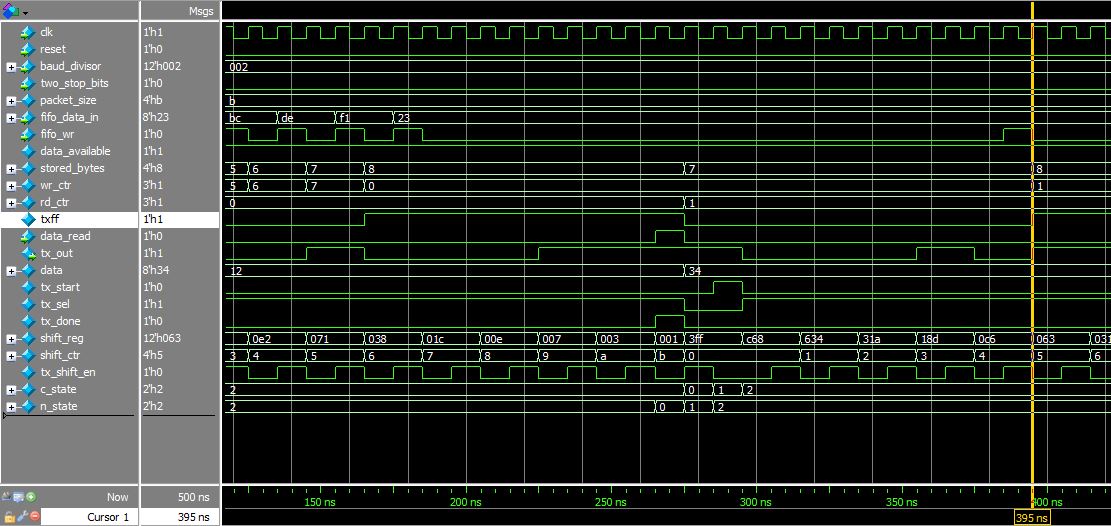 Msgs
clk 1'h1
reset 1'h0
baud_divisor 12'h002 002
two_stop_bits 1'h0
packet_size 4'hb b
fifo_data_in 8'h23 bc de f1 23
fifo_wr 1'h0
data_available 1'h1
stored_bytes 4'h8 5 6 7 8 7 8
wr_ctr 3'h1 5 6 7 0 1
rd_ctr 3'h1 0 1
txff 1'h1
data_read 1'h0
tx_out 1'h1
data 8'h34 12 34
tx_start 1'h0
tx_sel 1'h1
tx_done 1'h0
shift_reg 12'h063 0e2 071 038 01c 00e 007 003 001 3ff c68 634 31a 18d 0c6 063 031
shift_ctr 4'h5 3 4 5 6 7 8 9 a b 0 1 2 3 4 5 6
tx_shift_en 1'h0
c_state 2'h2 2 0 1 2
n_state 2'h2 2 0 1 2
Now 500 ns 150 ns 200 ns 250 ns 300 ns 350 ns 400 ns
Cursor 1 395 ns 395 ns